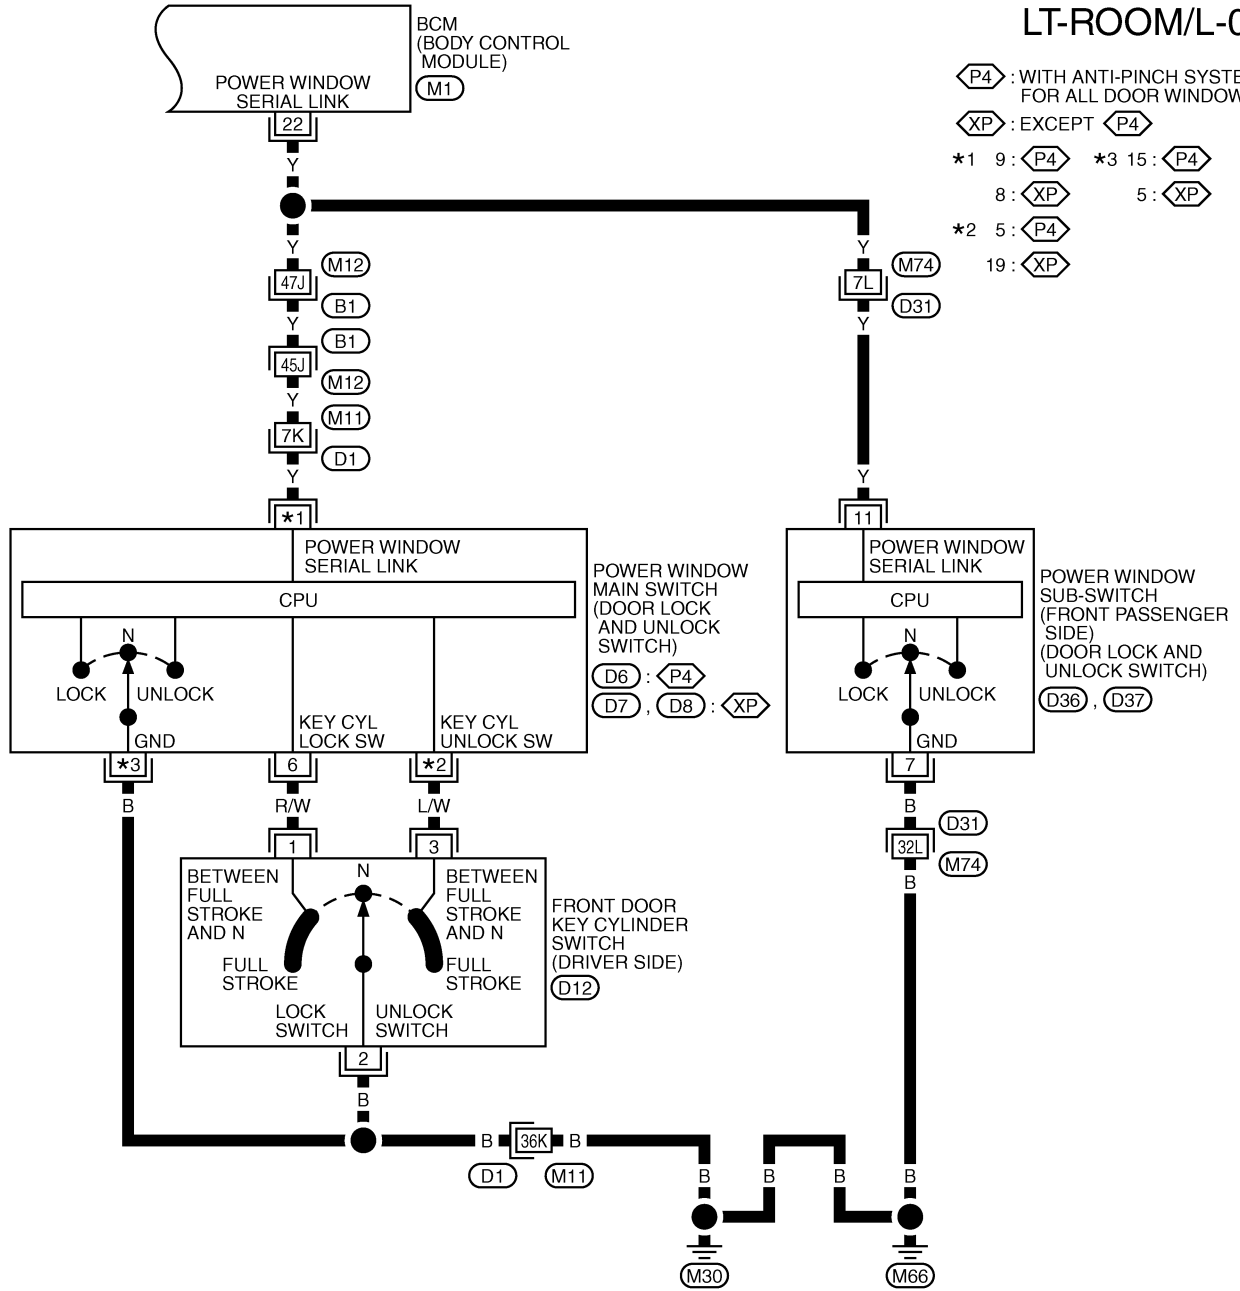 LT-ROOM/L-0
BCM
(BODY CONTROL
MODULE)
M1
POWER WINDOW
SERIAL LINK
22
P4 : WITH ANTI-PINCH SYSTE
FOR ALL DOOR WINDOW
XP : EXCEPT P4
*1 9 : P4 *3 15 : P4
8 : XP 5 : XP
*2 5 : P4
19 : XP
Y
Y Y
M12 M74
47J 7L
B1 D31
Y Y
B1
45J
M12
Y
M11
7K
D1
Y Y
*1 11
POWER WINDOW
SERIAL LINK
CPU
N
LOCK UNLOCK
GND
KEY CYL
LOCK SW
KEY CYL
UNLOCK SW
POWER WINDOW
MAIN SWITCH
(DOOR LOCK
AND UNLOCK
SWITCH)
D6 : P4
D7 , D8 : XP
POWER WINDOW
SERIAL LINK
CPU
N
LOCK UNLOCK
GND
POWER WINDOW
SUB-SWITCH
(FRONT PASSENGER
SIDE)
(DOOR LOCK AND
UNLOCK SWITCH)
D36 , D37
*3 6 *2 7
B R/W L/W B
D31
1 3 32L
M74
B
BETWEEN
FULL
STROKE
AND N
FULL
STROKE
N
BETWEEN
FULL
STROKE
AND N
FULL
STROKE
LOCK
SWITCH
UNLOCK
SWITCH
FRONT DOOR
KEY CYLINDER
SWITCH
(DRIVER SIDE)
D12
2
B
B 36K B
D1 M11
B B B B
M30 M66